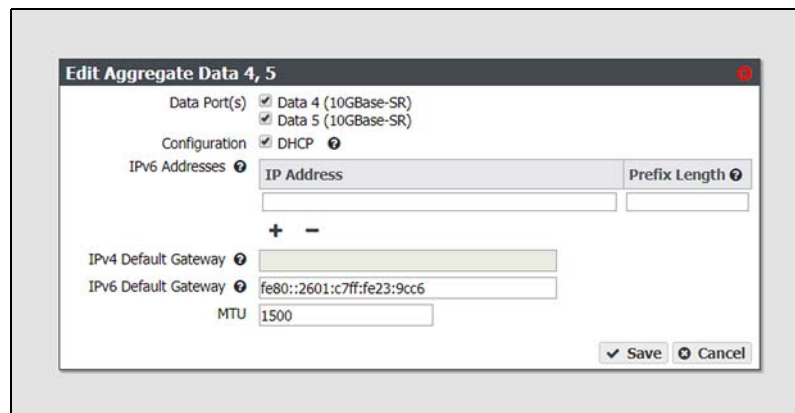 Edit Aggregate Data 4, 5
Data Port(s) Data 4 (10GBase-SR)
Data 5 (10GBase-SR)
Configuration DHCP
IPv6 Addresses IP Address Prefix Length
IPv4 Default Gateway
IPv6 Default Gateway fe80::2601:c7ff:fe23:9cc6
MTU 1500
Save Cancel